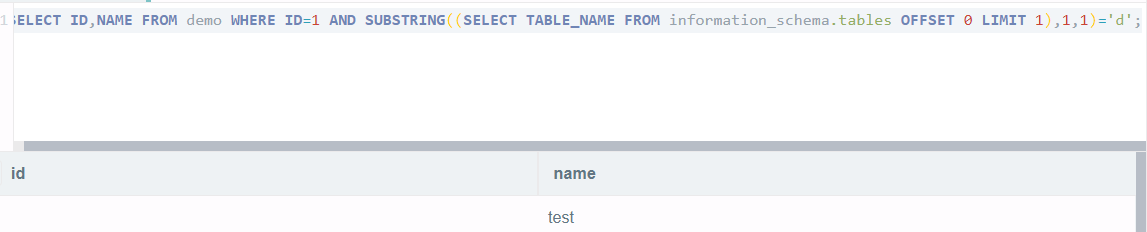 1 SELECT ID,NAME FROM demo WHERE ID=1 AND SUBSTRING((SELECT TABLE_NAME FROM information_schema.tables OFFSET 0 LIMIT 1),1,1)='d';
id name
test